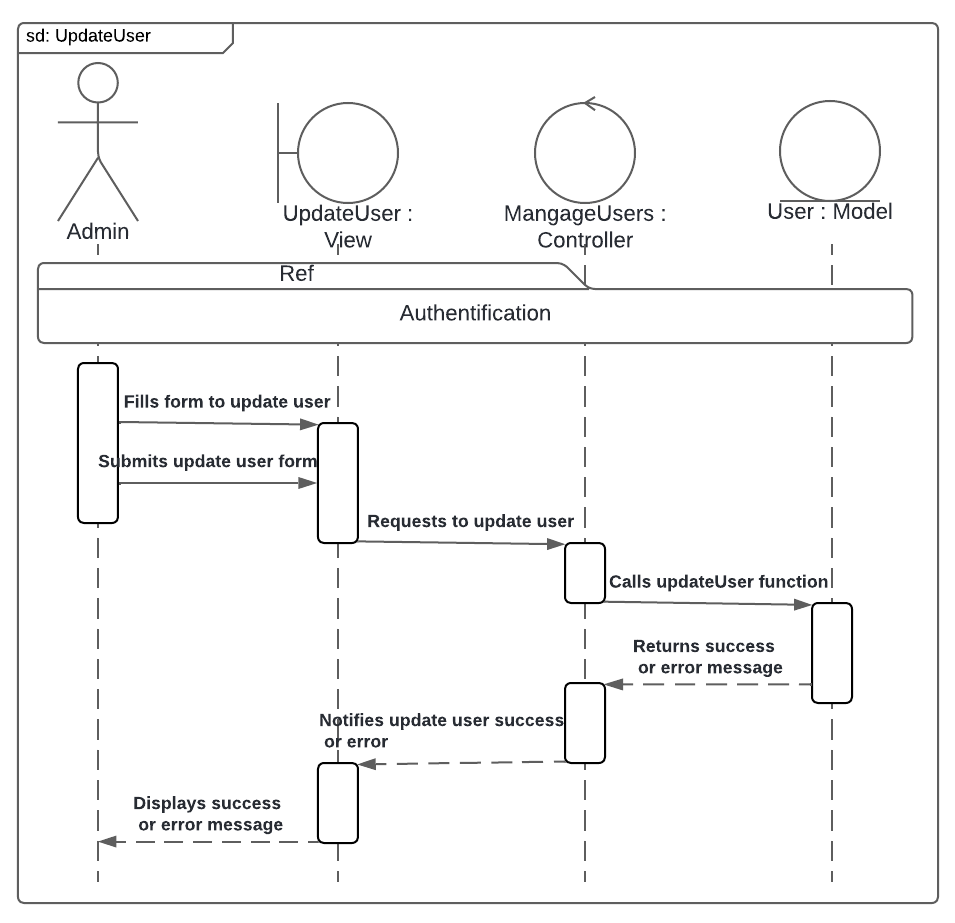 sd: UpdateUser
Admin
UpdateUser :
View
MangageUsers :
Controller
User : Model
Ref
Authentification
Fills form to update user
Submits update user form
Requests to update user
Calls updateUser function
Returns success
or error message
Notifies update user success
or error
Displays success
or error message